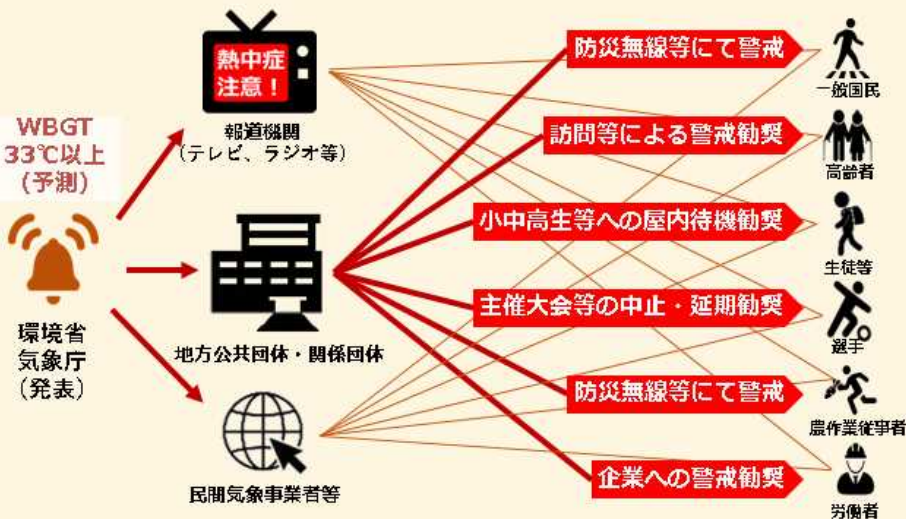 WBGT
33℃以上
(予測)
環境省
気象庁
(発表)
熱中症
注意！
報道機関
(テレビ、ラジオ等)
地方公共団体・関係団体
民間気象事業者等
防災無線等にて警戒
訪問等による警戒勧奨
小中高生等への屋内待機勧奨
主催大会等の中止・延期勧奨
防災無線等にて警戒
企業への警戒勧奨
一般国民
高齢者
生徒等
選手
農作業従事者
労働者